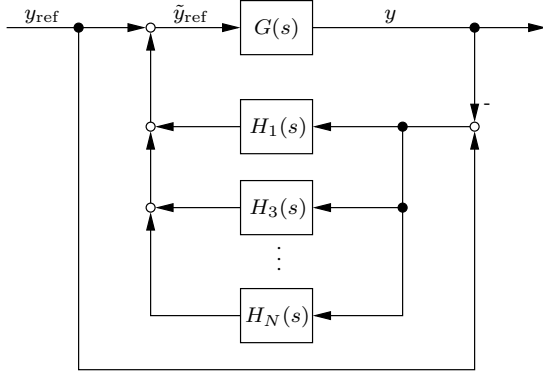 y_ref
ỹ_ref
G(s)
y
-
H_1(s)
H_3(s)
⋮
H_N(s)